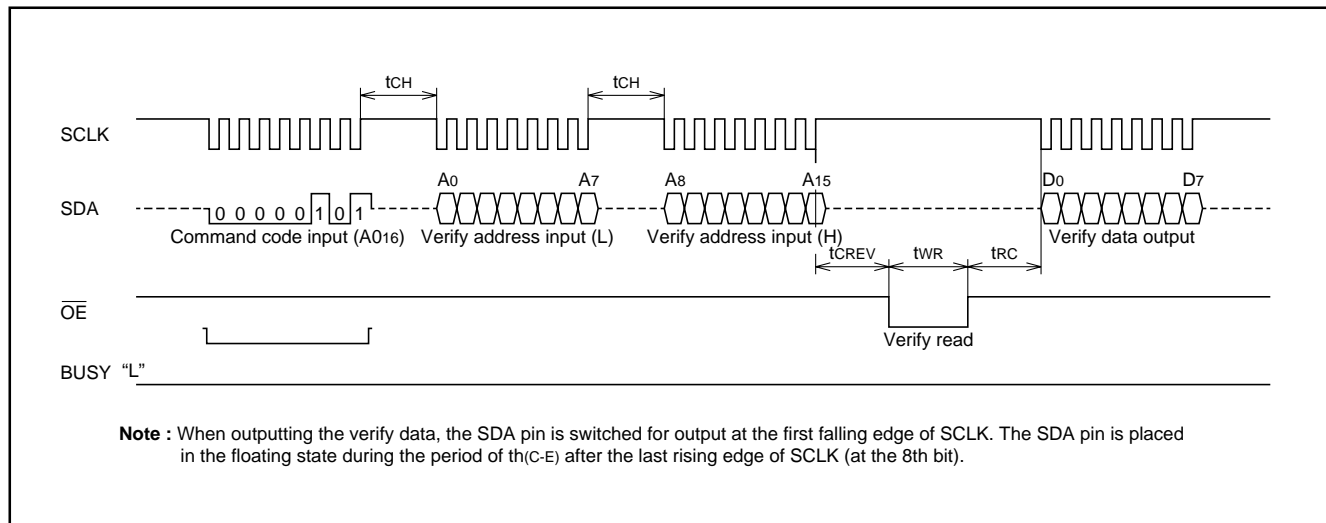 tCH
tCH
SCLK
A0
A7
A8
A15
D0
D7
SDA
0 0 0 0 0 1 0 1
Command code input (A016)
Verify address input (L)
Verify address input (H)
Verify data output
tCREV
tWR
tRC
OE
Verify read
BUSY “L”
Note : When outputting the verify data, the SDA pin is switched for output at the first falling edge of SCLK. The SDA pin is placed
in the floating state during the period of th(C-E) after the last rising edge of SCLK (at the 8th bit).